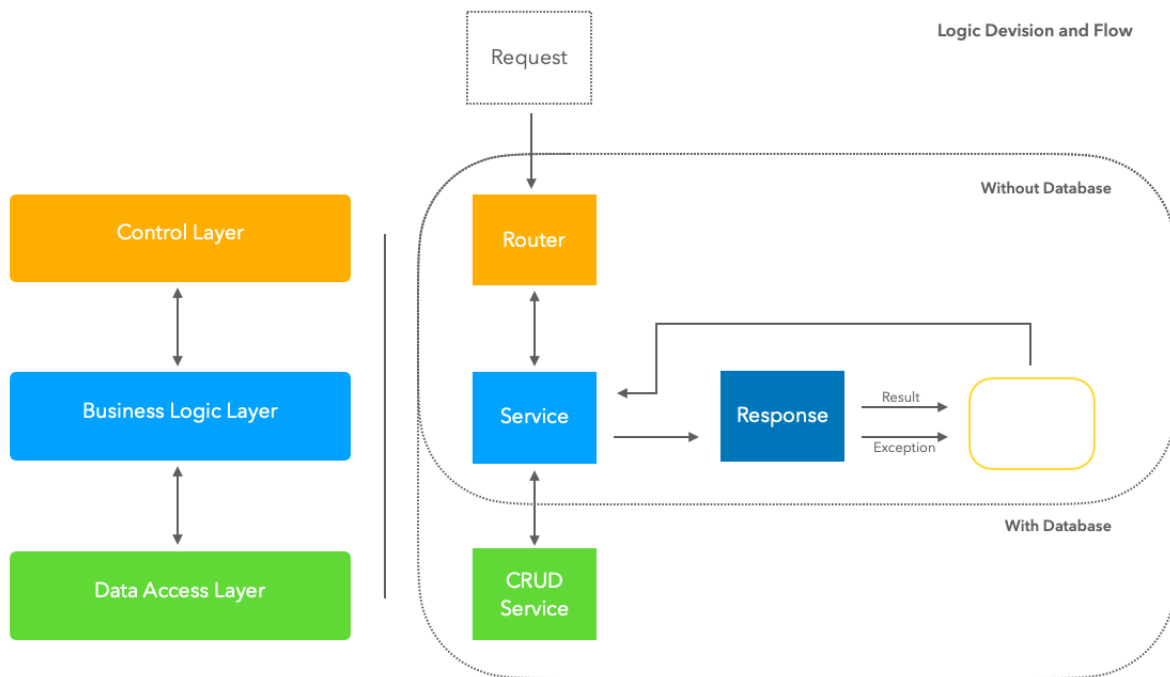 Logic Devision and Flow
Request
Without Database
Control Layer
Router
Business Logic Layer
Service
Response
Result
Exception
With Database
Data Access Layer
CRUD
Service